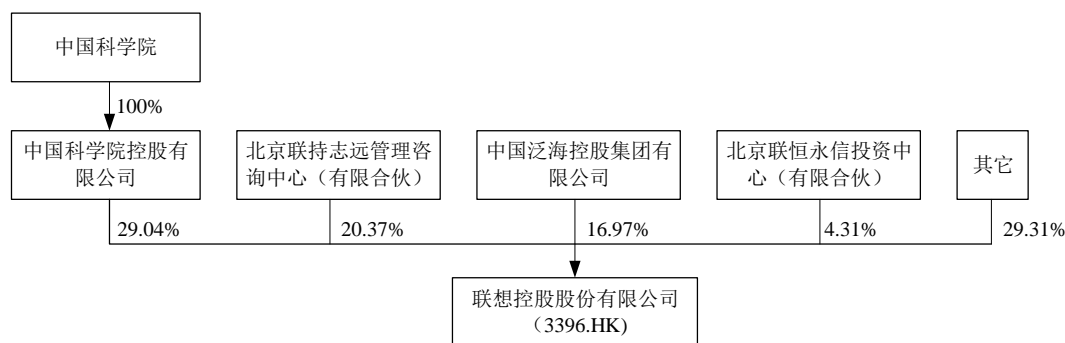 中国科学院
100%
中国科学院控股有
限公司
北京联持志远管理咨
询中心（有限合伙）
中国泛海控股集团有
限公司
北京联恒永信投资中
心（有限合伙）
其它
29.04%
20.37%
16.97%
4.31%
29.31%
联想控股股份有限公司
（3396.HK)